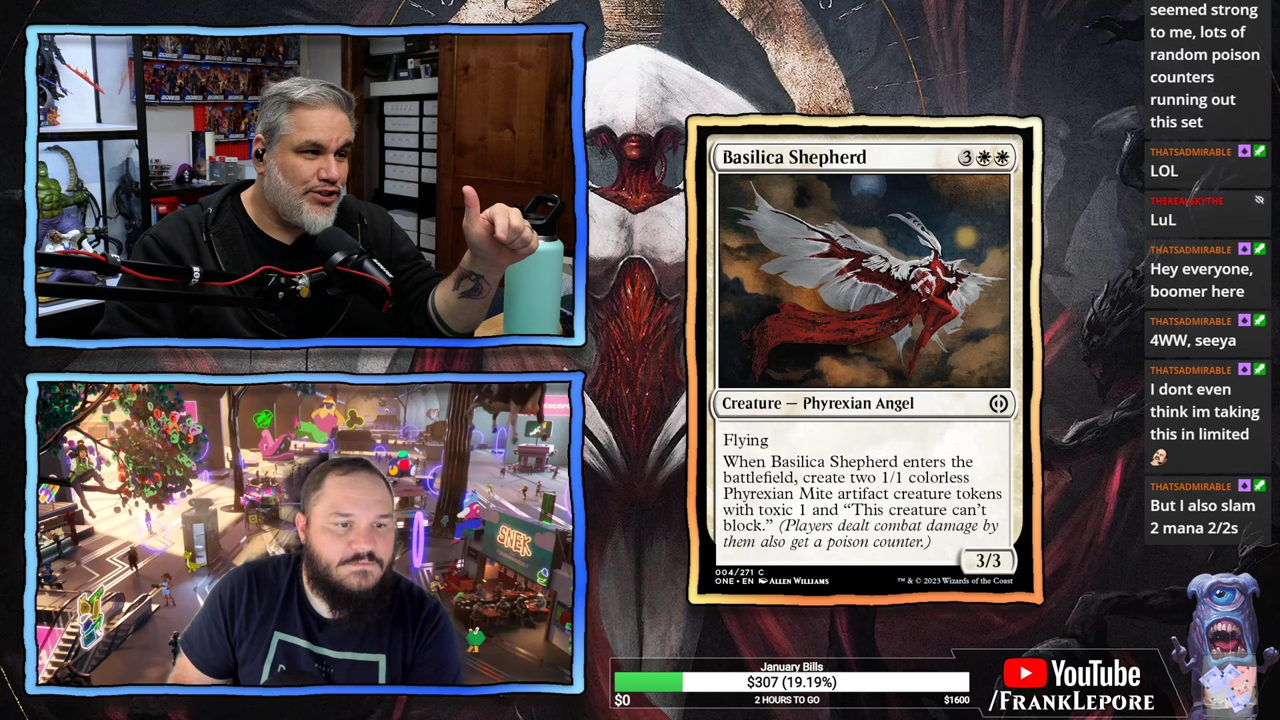 Basilica Shepherd
3
Creature — Phyrexian Angel
Flying
When Basilica Shepherd enters the
battlefield, create two 1/1 colorless
Phyrexian Mite artifact creature tokens
with toxic 1 and “This creature can’t
block.” (Players dealt combat damage by
them also get a poison counter.)
3/3
004/271 C
ONE • EN ALLEN WILLIAMS
™ & © 2023 Wizards of the Coast
seemed strong
to me, lots of
random poison
counters
running out
this set
THATSADMIRABLE
LOL
THEREALSKYTHE
LuL
THATSADMIRABLE
Hey everyone,
boomer here
THATSADMIRABLE
4WW, seeya
THATSADMIRABLE
I dont even
think im taking
this in limited
THATSADMIRABLE
But I also slam
2 mana 2/2s
SNEK
January Bills
$307 (19.19%)
$0
2 HOURS TO GO
$1600
YouTube
/FRANKLEPORE